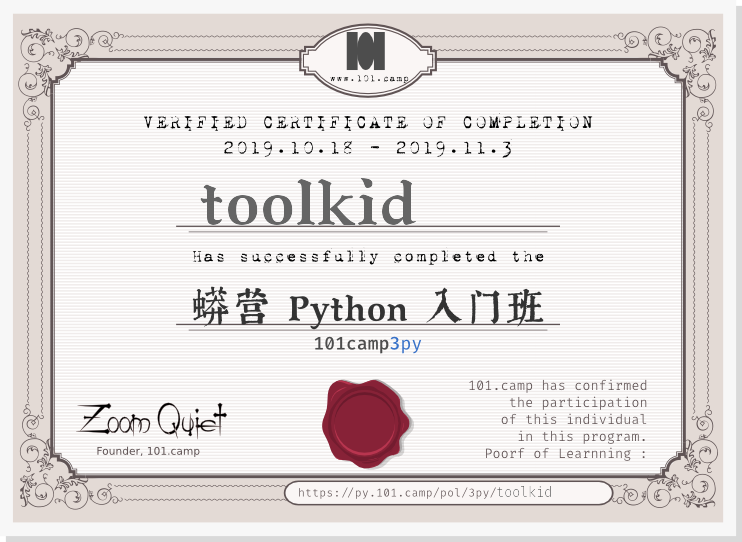 101
www.101.camp
VERIFIED CERTIFICATE OF COMPLETION
2019.10.18 - 2019.11.3
toolkid
Has successfully completed the
蟒营 Python 入门班
101camp3py
101.camp has confirmed
the participation
of this individual
in this program.
Poorf of Learnning :
Zoom Quiet
Founder, 101.camp
https://py.101.camp/pol/3py/toolkid